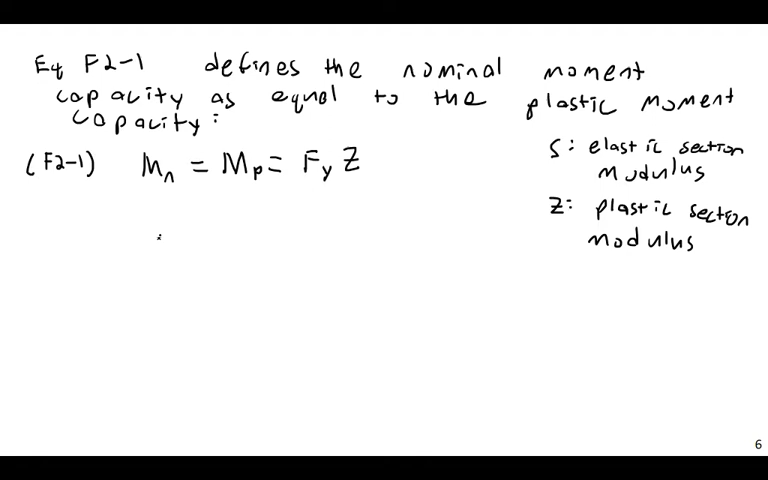 Eq F2-1 defines the nominal moment
capacity as equal to the plastic moment
capacity:
(F2-1) Mn = Mp = Fy Z
S: elastic section
modulus
Z: plastic section
modulus
6